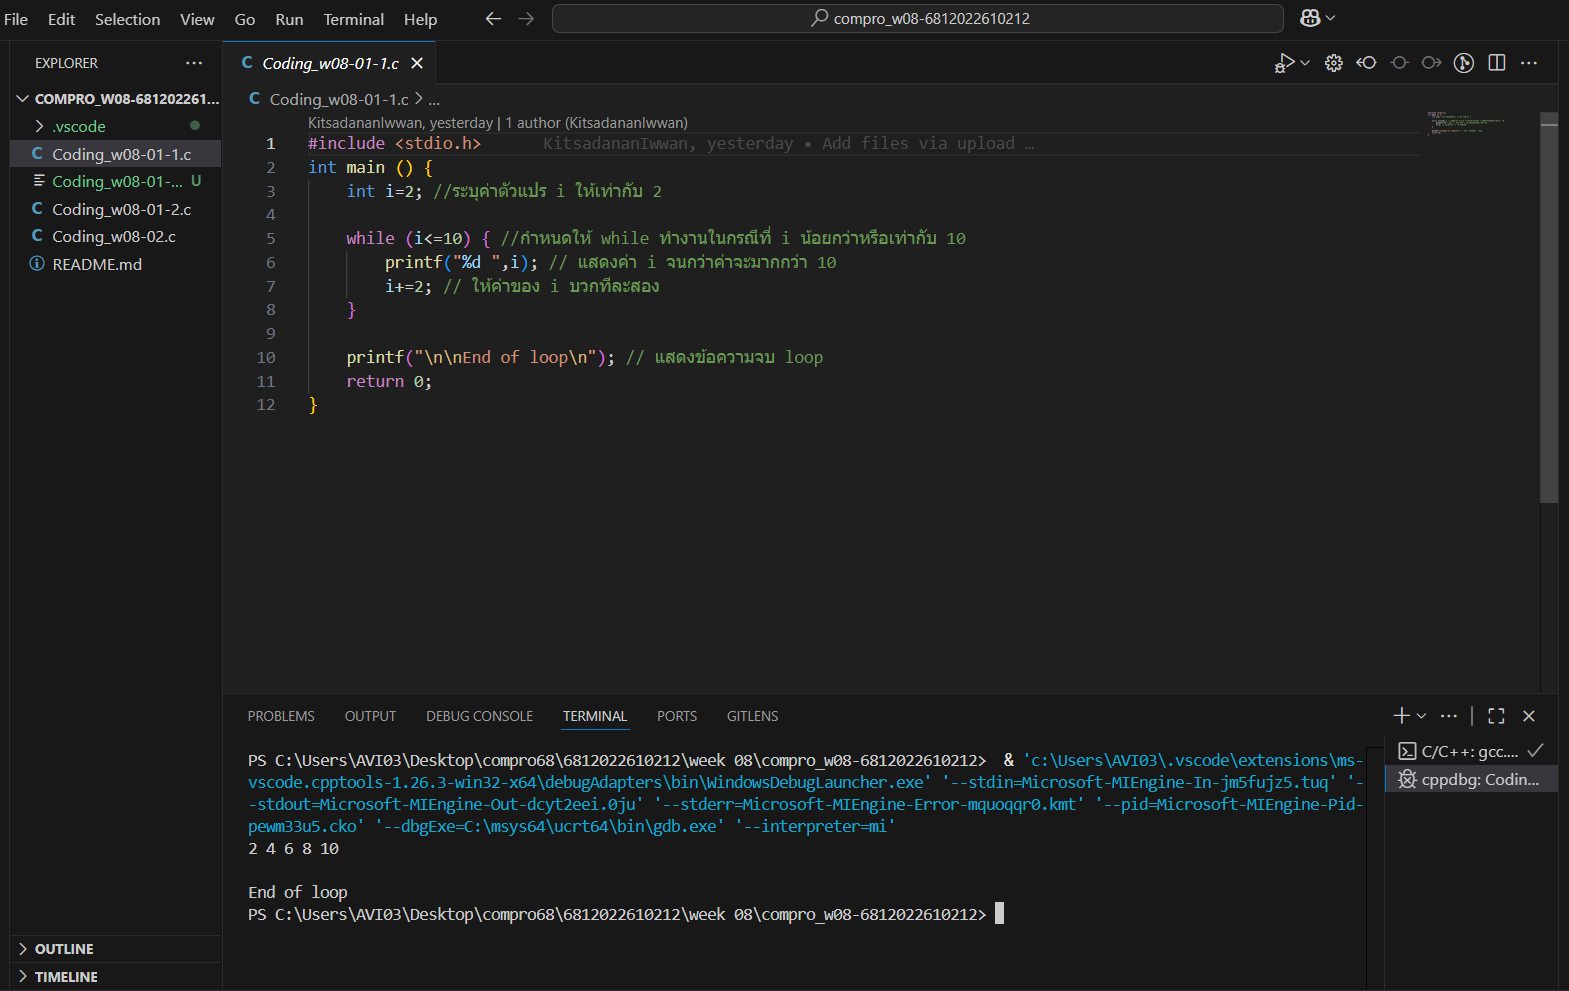 File Edit Selection View Go Run Terminal Help
compro_w08-6812022610212
EXPLORER
COMPRO_W08-681202261...
.vscode
Coding_w08-01-1.c
Coding_w08-01-... U
Coding_w08-01-2.c
Coding_w08-02.c
README.md
OUTLINE
TIMELINE
C Coding_w08-01-1.c
C Coding_w08-01-1.c > ...
KitsadananIwwan, yesterday | 1 author (KitsadananIwwan)
1 #include <stdio.h> KitsadananIwwan, yesterday • Add files via upload …
2 int main () {
3 int i=2; //ระบุค่าตัวแปร i ให้เท่ากับ 2
4
5 while (i<=10) { //กำหนดให้ while ทำงานในกรณีที่ i น้อยกว่าหรือเท่ากับ 10
6 printf("%d ",i); // แสดงค่า i จนกว่าค่าจะมากกว่า 10
7 i+=2; // ให้ค่าของ i บวกทีละสอง
8 }
9
10 printf("\n\nEnd of loop\n"); // แสดงข้อความจบ loop
11 return 0;
12 }
PROBLEMS OUTPUT DEBUG CONSOLE TERMINAL PORTS GITLENS
PS C:\Users\AVI03\Desktop\compro68\6812022610212\week 08\compro_w08-6812022610212> & 'c:\Users\AVI03\.vscode\extensions\ms-
vscode.cpptools-1.26.3-win32-x64\debugAdapters\bin\WindowsDebugLauncher.exe' '--stdin=Microsoft-MIEngine-In-jm5fujz5.tuq' '-
-stdout=Microsoft-MIEngine-Out-dcyt2eei.0ju' '--stderr=Microsoft-MIEngine-Error-mquoqqr0.kmt' '--pid=Microsoft-MIEngine-Pid-
pewm33u5.cko' '--dbgExe=C:\msys64\ucrt64\bin\gdb.exe' '--interpreter=mi'
2 4 6 8 10
End of loop
PS C:\Users\AVI03\Desktop\compro68\6812022610212\week 08\compro_w08-6812022610212>
C/C++: gcc....
cppdbg: Codin...